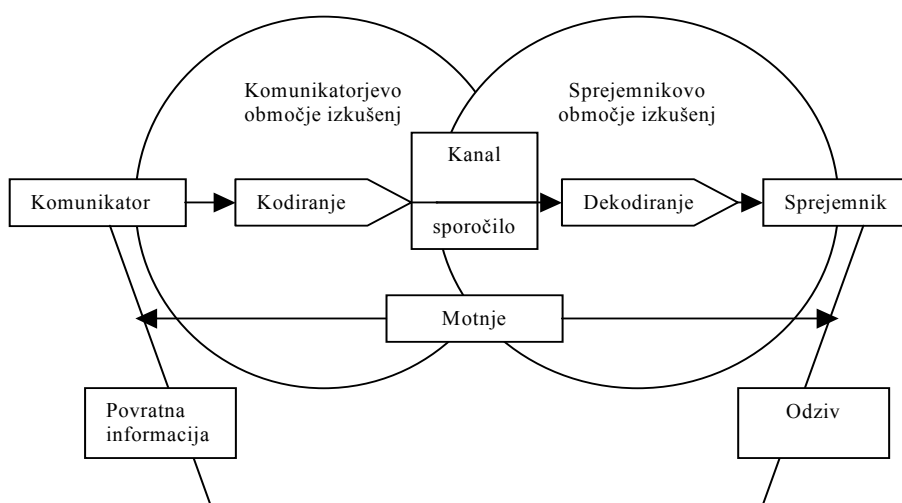 Komunikatorjevo
območje izkušenj
Sprejemnikovo
območje izkušenj
Komunikator
Kodiranje
Kanal
sporočilo
Dekodiranje
Sprejemnik
Motnje
Povratna
informacija
Odziv